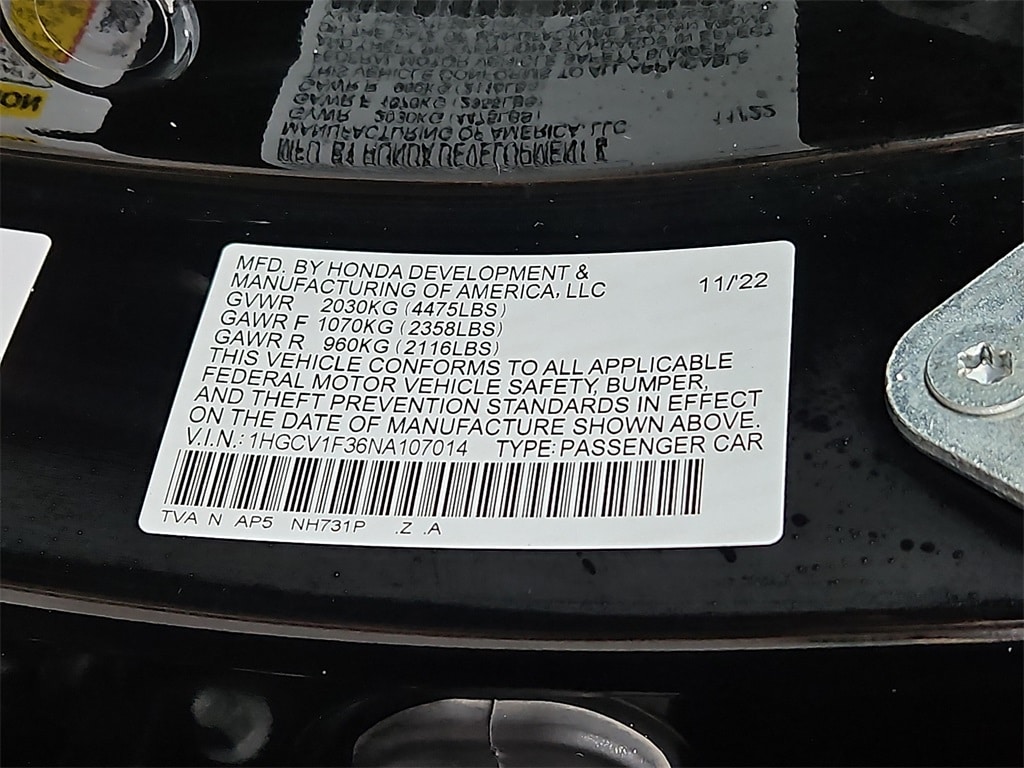 MFD. BY HONDA DEVELOPMENT &
MANUFACTURING OF AMERICA, LLC 11/'22
GVWR 2030KG (4475LBS)
GAWR F 1070KG (2358LBS)
GAWR R 960KG (2116LBS)
THIS VEHICLE CONFORMS TO ALL APPLICABLE
FEDERAL MOTOR VEHICLE SAFETY, BUMPER,
AND THEFT PREVENTION STANDARDS IN EFFECT
ON THE DATE OF MANUFACTURE SHOWN ABOVE.
V.I.N.: 1HGCV1F36NA107014 TYPE: PASSENGER CAR
TVA N AP5 NH731P .Z .A